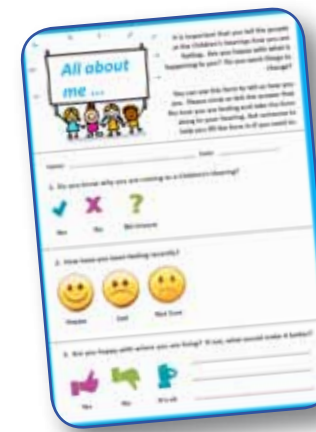 All about
me ...
It is important that you tell the people
at the children's hearings how you are
feeling. Are you happy with what is
happening to you? Do you want things to
change?
You can use this form to tell us how you
are. Please circle or tick the answer that
fits how you are feeling and take the form
along to your hearing. Ask someone to
help you fill the form in if you need to.
Name:
Date:
1. Do you know why you are coming to a children's hearing?
Yes
No
Not sure
2. How have you been feeling recently?
Happy
Sad
Not Sure
3. Are you happy with where you are living? If not, what would make it better?
Yes
No
It's ok